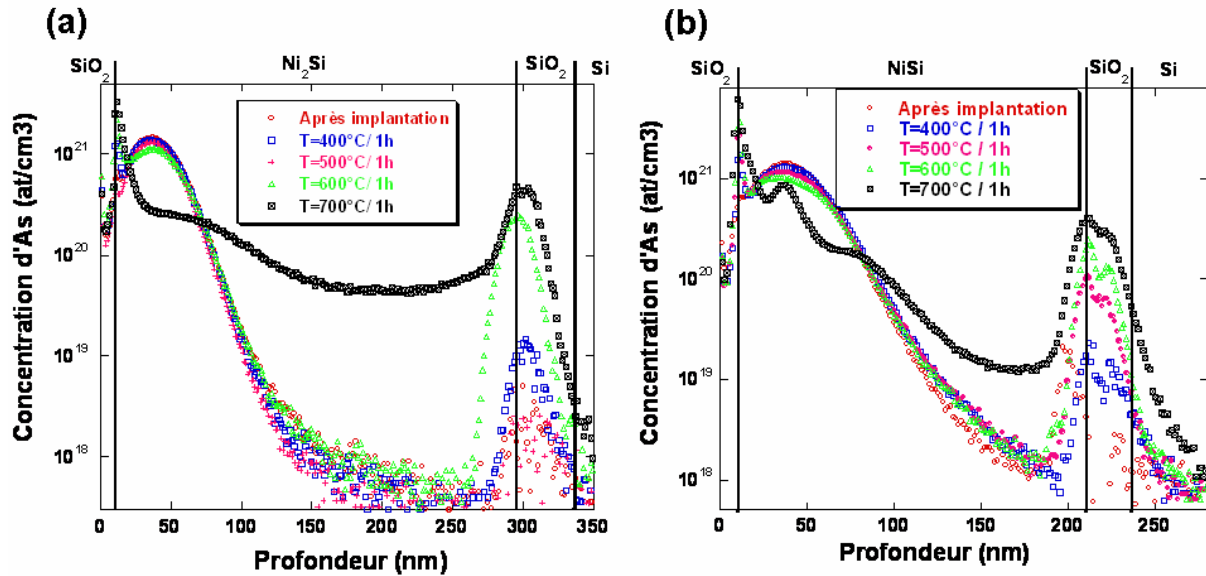 (a)
SiO2 Ni2Si SiO2 Si
Après implantation
T=400°C/ 1h
T=500°C/ 1h
T=600°C/ 1h
T=700°C/ 1h
10^21
10^20
10^19
10^18
Concentration d'As (at/cm3)
0 50 100 150 200 250 300 350
Profondeur (nm)
(b)
SiO2 NiSi SiO2 Si
Après implantation
T=400°C / 1h
T=500°C / 1h
T=600°C / 1h
T=700°C / 1h
10^21
10^20
10^19
10^18
Concentration d'As (at/cm3)
0 50 100 150 200 250
Profondeur (nm)